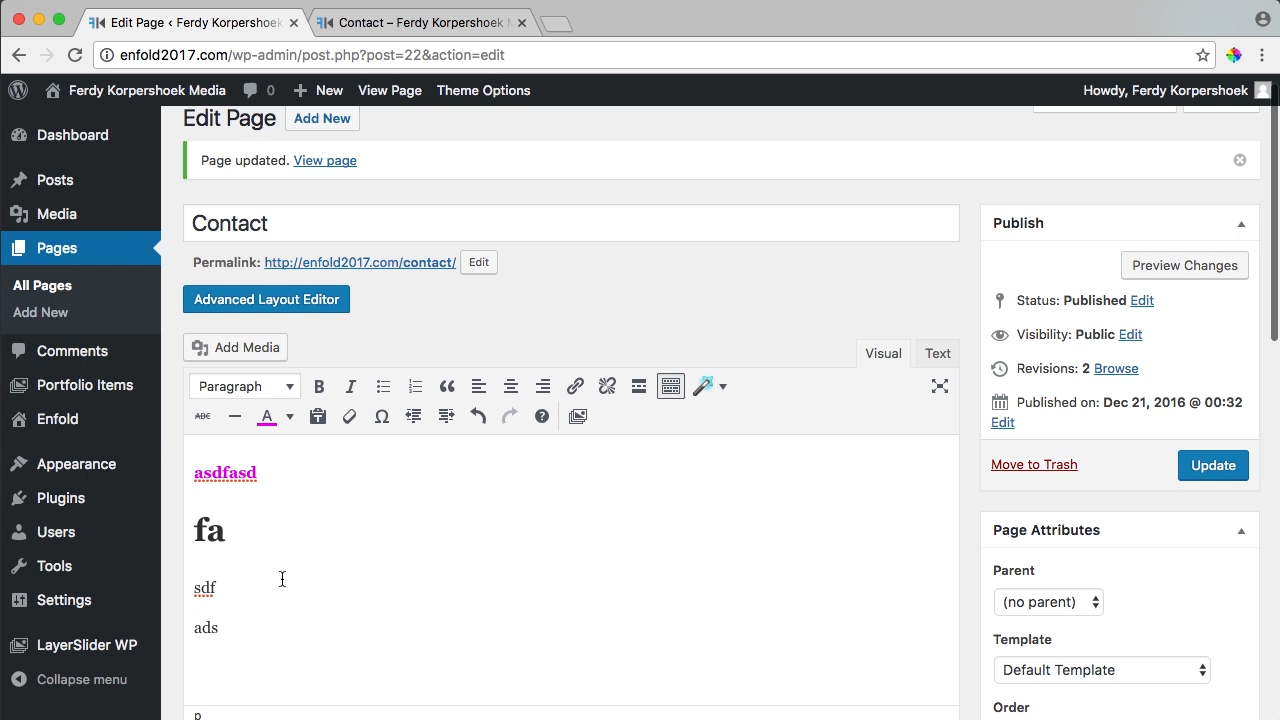 Edit Page ‹ Ferdy Korpershoek
Contact – Ferdy Korpershoek M
enfold2017.com/wp-admin/post.php?post=22&action=edit
Ferdy Korpershoek Media
0
New
View Page
Theme Options
Howdy, Ferdy Korpershoek
Dashboard
Posts
Media
Pages
All Pages
Add New
Comments
Portfolio Items
Enfold
Appearance
Plugins
Users
Tools
Settings
LayerSlider WP
Collapse menu
Edit Page
Add New
Page updated. View page
Contact
Permalink: http://enfold2017.com/contact/ Edit
Advanced Layout Editor
Add Media
Visual
Text
Paragraph
B
I
ABC
A
asdfasd
fa
sdf
ads
p
Publish
Preview Changes
Status: Published Edit
Visibility: Public Edit
Revisions: 2 Browse
Published on: Dec 21, 2016 @ 00:32
Edit
Move to Trash
Update
Page Attributes
Parent
(no parent)
Template
Default Template
Order